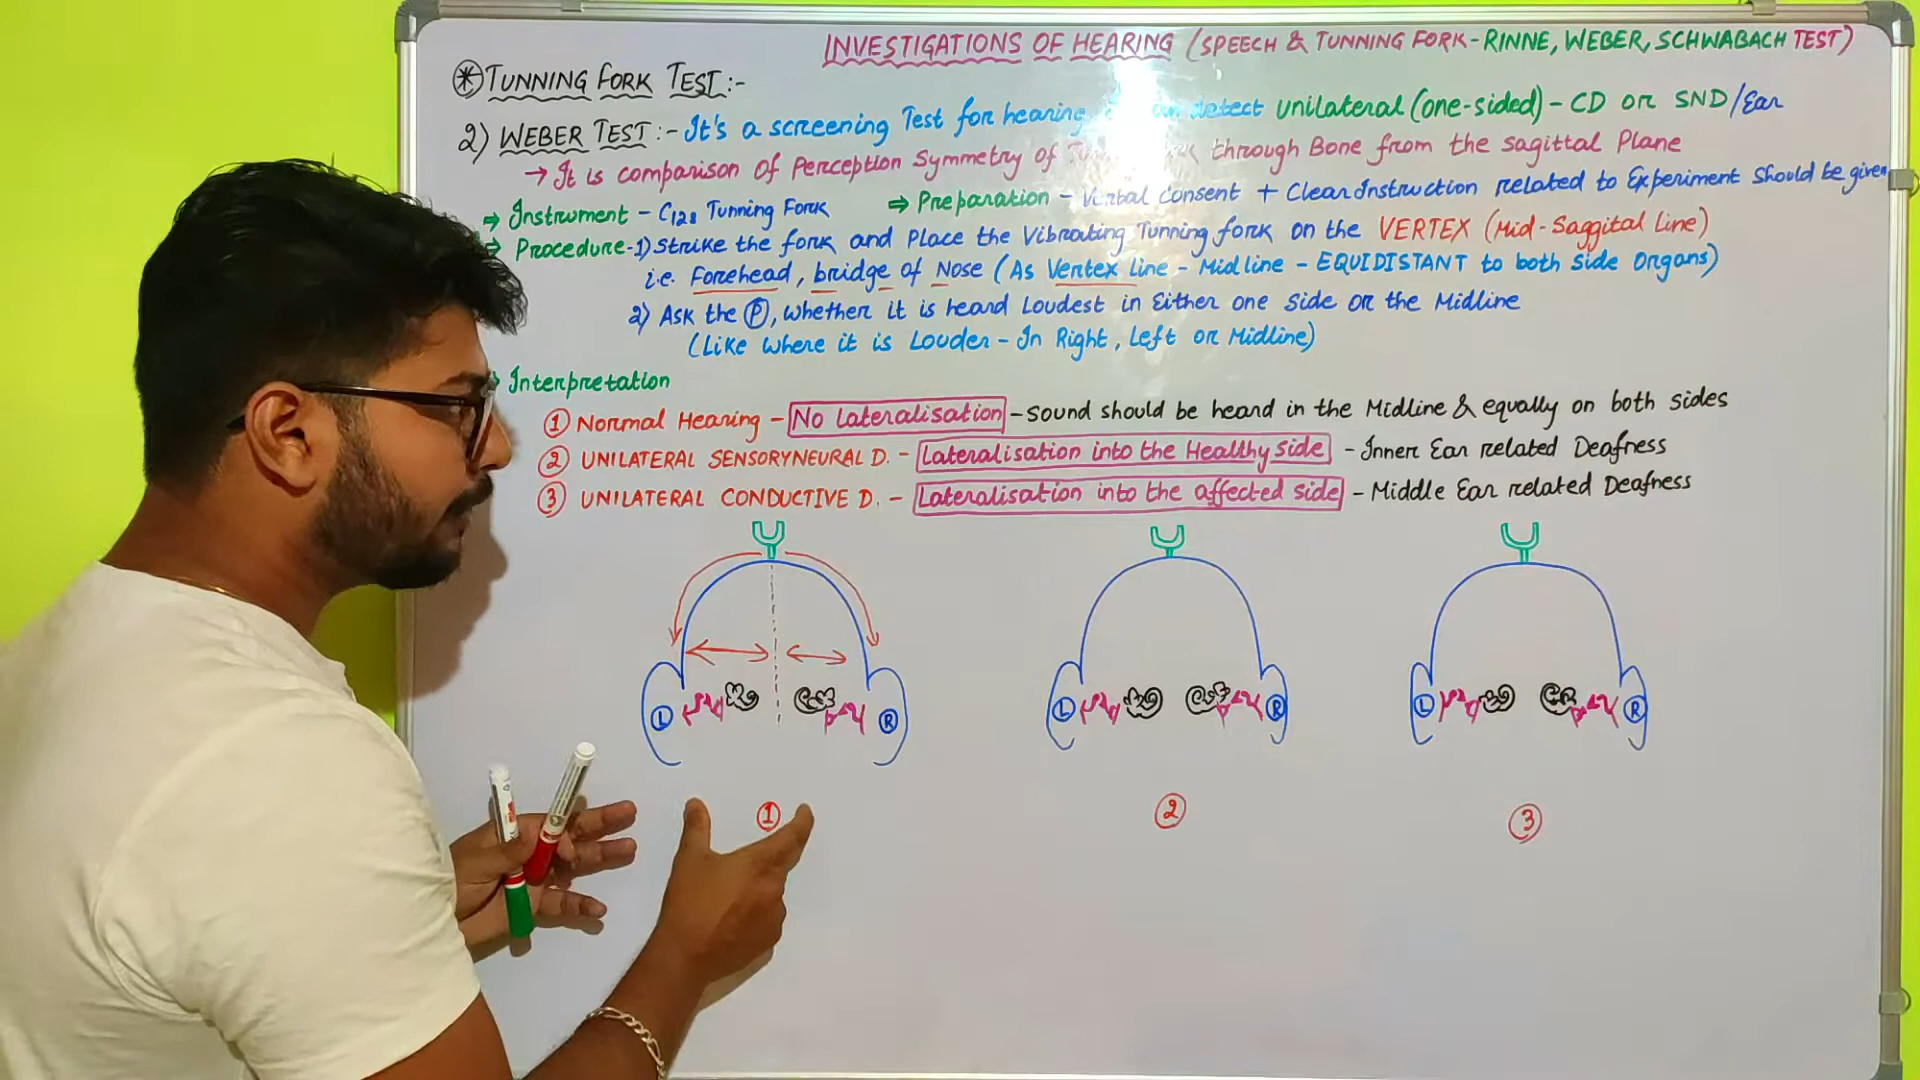 INVESTIGATIONS OF HEARING (SPEECH & TUNNING FORK - RINNE, WEBER, SCHWABACH TEST)
* TUNNING FORK TEST:-
2) WEBER TEST:- It's a screening Test for hearing detect unilateral (one-sided) - CD or SND/Ear
→ It is comparison of Perception Symmetry of through Bone from the sagittal Plane
⇒ Instrument - C128 Tunning Fork ⇒ Preparation - Verbal Consent + Clear Instruction related to Experiment should be given
⇒ Procedure - 1) Strike the fork and Place the Vibrating Tunning fork on the VERTEX (Mid-Saggital Line)
i.e. Forehead, bridge of Nose (As Vertex line - Midline - EQUIDISTANT to both side Organs)
2) Ask the P, whether it is heard Loudest in Either one side or the Midline
(Like where it is Louder - In Right, Left or Midline)
Interpretation
1 Normal Hearing - No Lateralisation - Sound should be heard in the Midline & equally on both sides
2 UNILATERAL SENSORYNEURAL D. - Lateralisation into the Healthy side - Inner Ear related Deafness
3 UNILATERAL CONDUCTIVE D. - Lateralisation into the affected side - Middle Ear related Deafness
L R L R L R
1 2 3